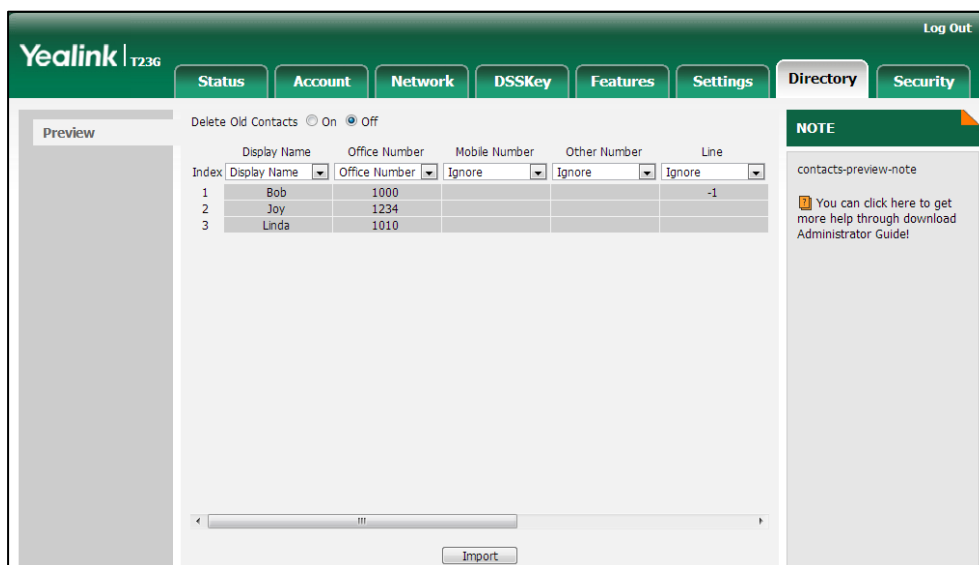 Log Out
Yealink | T23G
Status Account Network DSSKey Features Settings Directory Security
Preview
Delete Old Contacts On Off
Display Name Office Number Mobile Number Other Number Line
Index Display Name Office Number Ignore Ignore Ignore
1 Bob 1000 -1
2 Joy 1234
3 Linda 1010
Import
NOTE
contacts-preview-note
You can click here to get
more help through download
Administrator Guide!